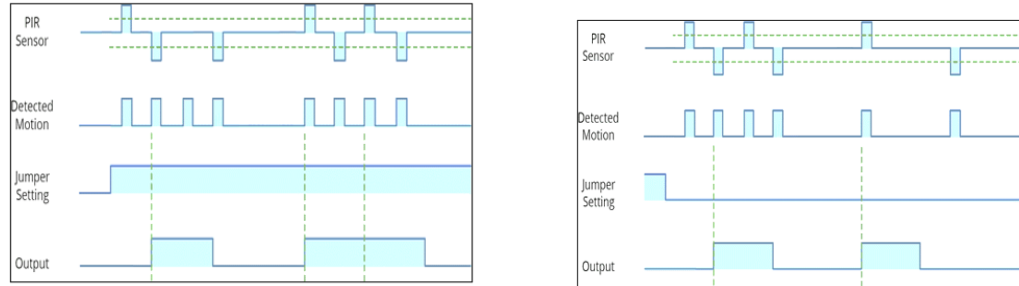 PIR
Sensor
Detected
Motion
Jumper
Setting
Output
PIR
Sensor
Detected
Motion
Jumper
Setting
Output